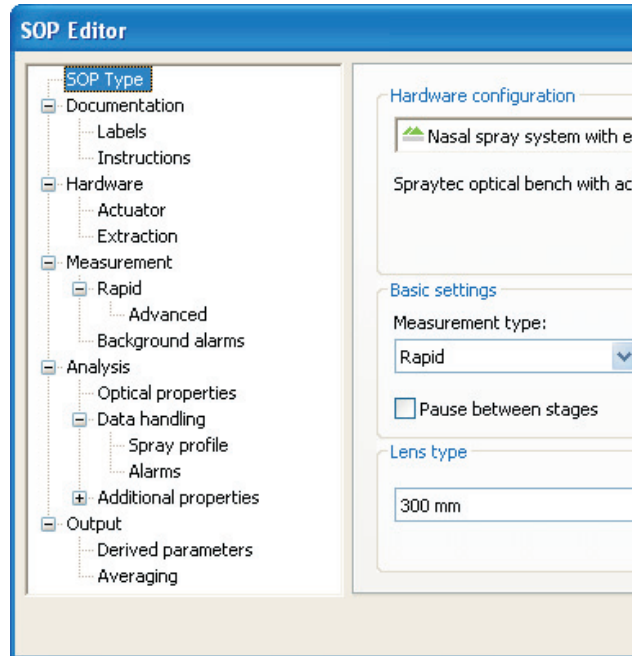 SOP Editor
SOP Type
Documentation
Labels
Instructions
Hardware
Actuator
Extraction
Measurement
Rapid
Advanced
Background alarms
Analysis
Optical properties
Data handling
Spray profile
Alarms
Additional properties
Output
Derived parameters
Averaging
Hardware configuration
Nasal spray system with e
Spraytec optical bench with ac
Basic settings
Measurement type:
Rapid
Pause between stages
Lens type
300 mm